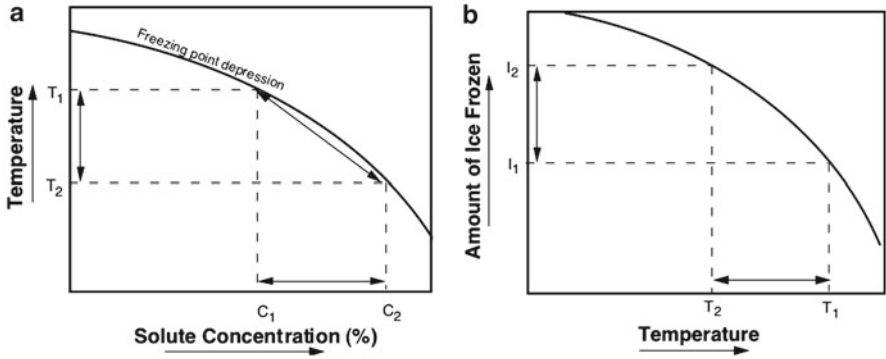 a
Freezing point depression
T1
T2
Temperature
C1
C2
Solute Concentration (%)
b
I2
I1
Amount of Ice Frozen
T2
T1
Temperature